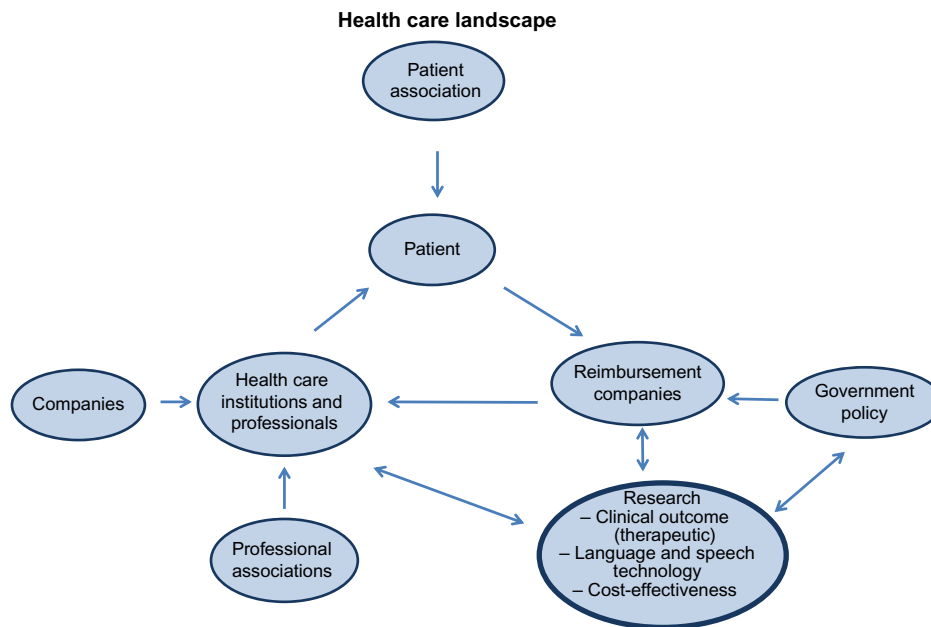 Health care landscape
Patient
association
Patient
Companies
Health care
institutions and
professionals
Reimbursement
companies
Government
policy
Professional
associations
Research
– Clinical outcome
(therapeutic)
– Language and speech
technology
– Cost-effectiveness